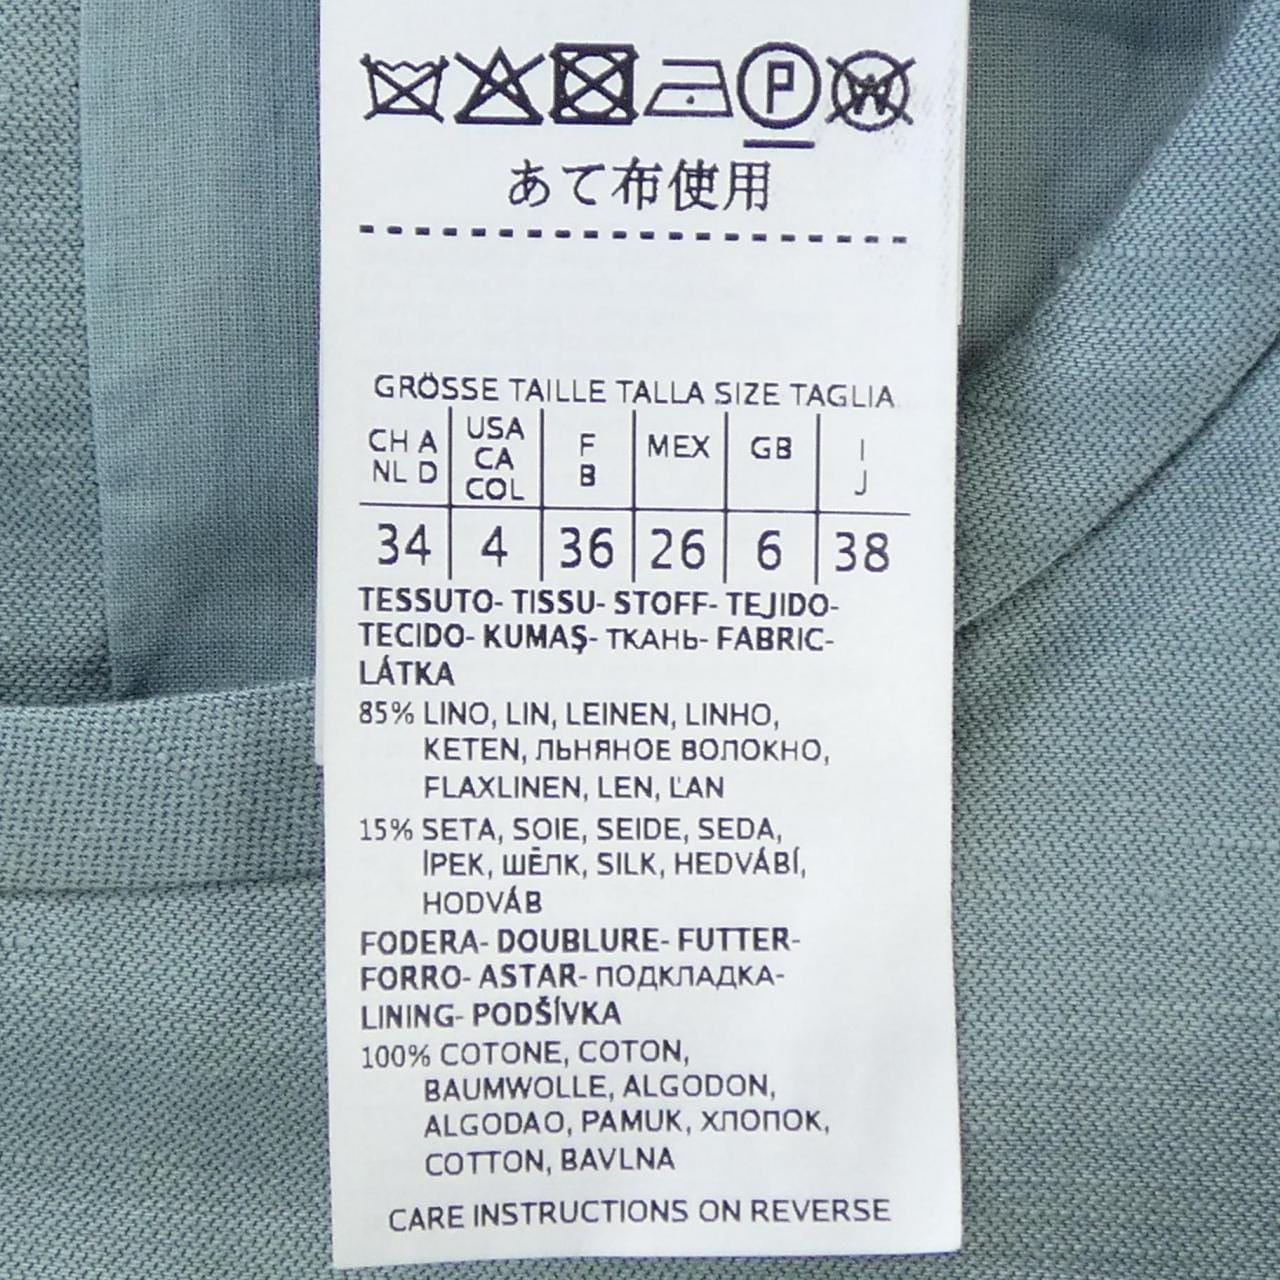 P W
あて布使用
GRÖSSE TAILLE TALLA SIZE TAGLIA
CH A NL D USA CA COL F B MEX GB I J
34 4 36 26 6 38
TESSUTO- TISSU- STOFF- TEJIDO-
TECIDO- KUMAŞ- ТКАНЬ- FABRIC-
LÁTKA
85% LINO, LIN, LEINEN, LINHO,
KETEN, ЛЬНЯНОЕ ВОЛОКНО,
FLAXLINEN, LEN, ĽAN
15% SETA, SOIE, SEIDE, SEDA,
İPEK, ШЁЛК, SILK, HEDVÁBÍ,
HODVÁB
FODERA- DOUBLURE- FUTTER-
FORRO- ASTAR- ПОДКЛАДКА-
LINING- PODŠÍVKA
100% COTONE, COTON,
BAUMWOLLE, ALGODON,
ALGODAO, PAMUK, ХЛОПОК,
COTTON, BAVLNA
CARE INSTRUCTIONS ON REVERSE